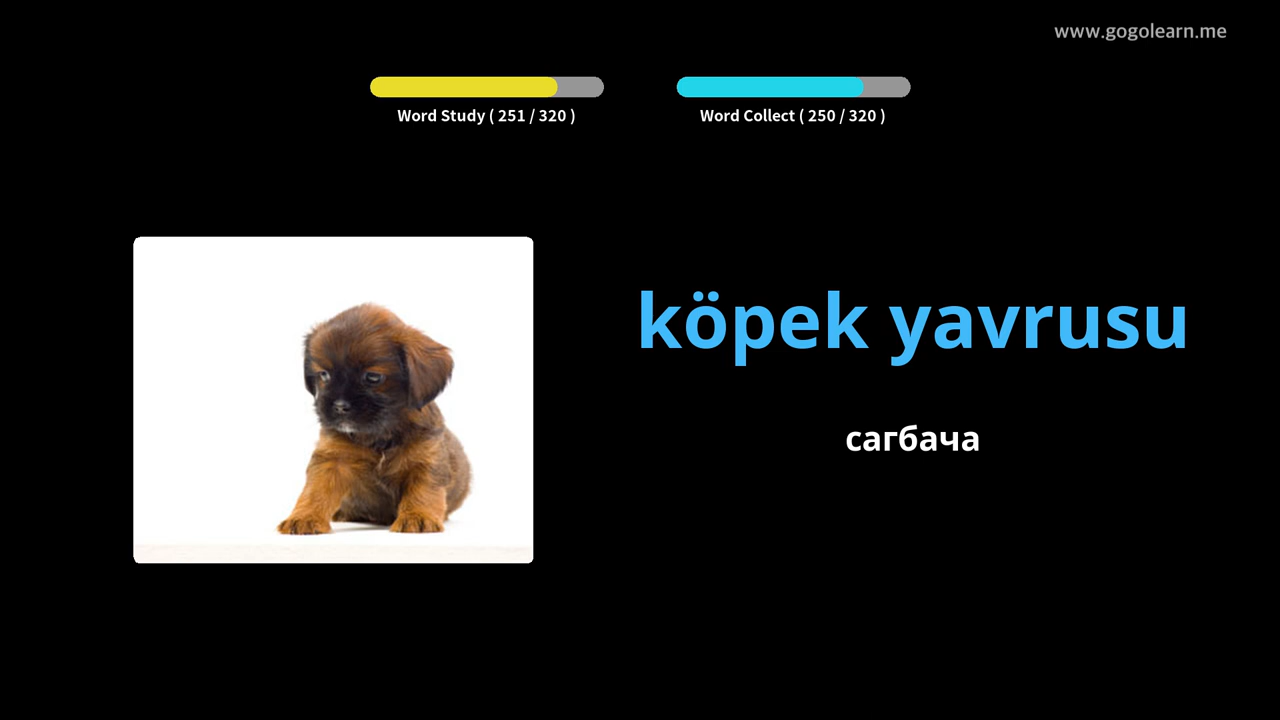 www.gogolearn.me
Word Study ( 251 / 320 )
Word Collect ( 250 / 320 )
köpek yavrusu
сагбача